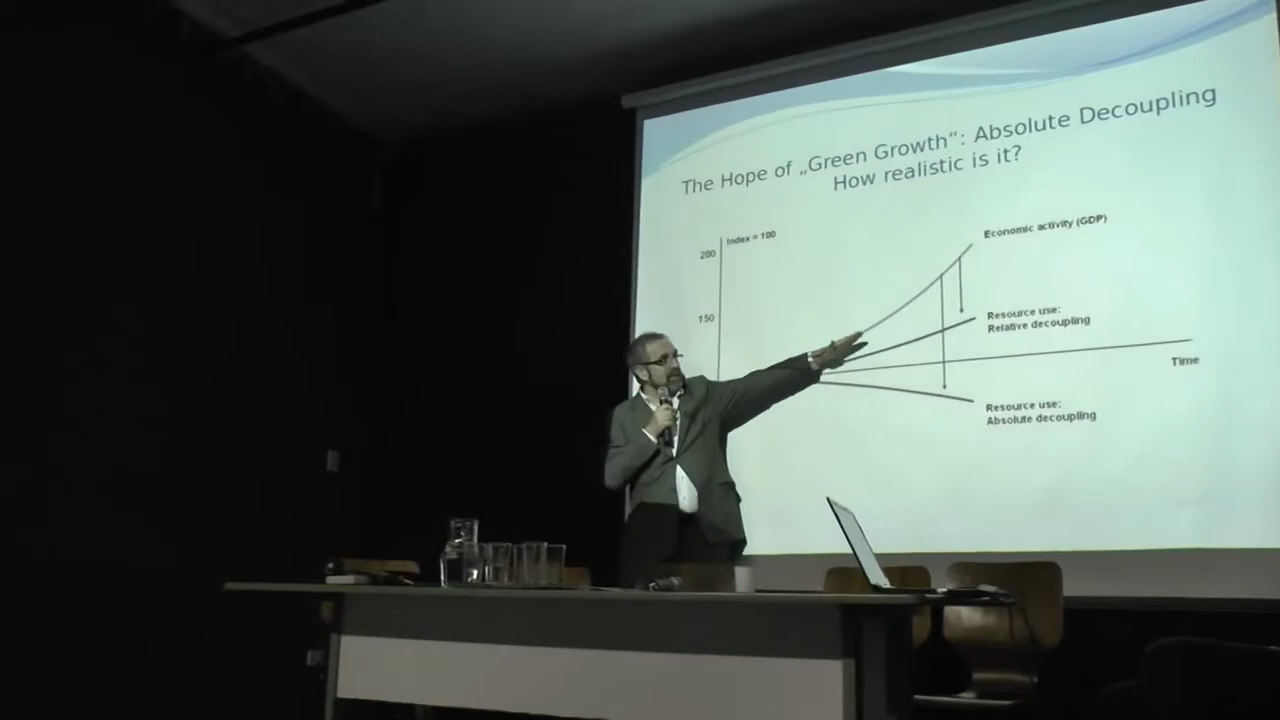 The Hope of „Green Growth“: Absolute Decoupling
How realistic is it?
Index = 100
200
Economic activity (GDP)
150
Resource use:
Relative decoupling
Time
Resource use:
Absolute decoupling